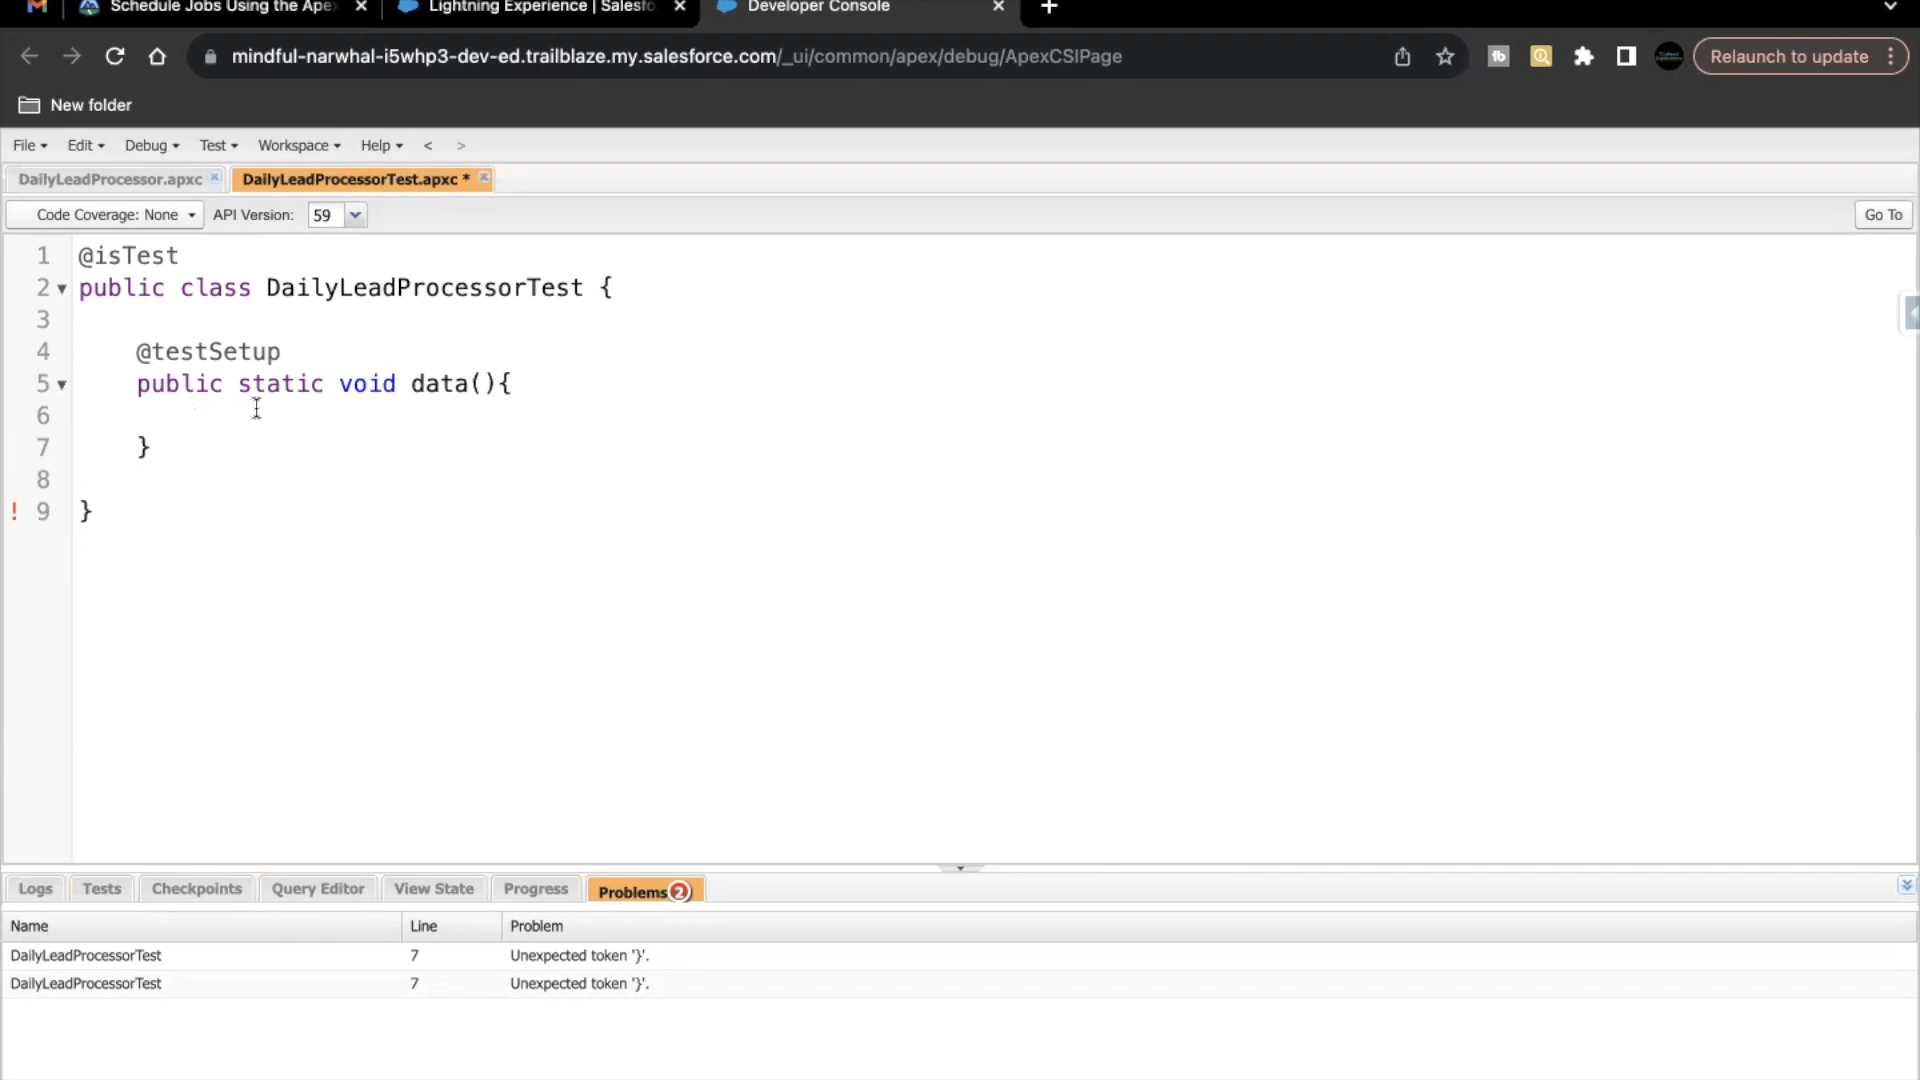 Schedule Jobs Using the Apex
Lightning Experience | Salesfo
Developer Console
mindful-narwhal-i5whp3-dev-ed.trailblaze.my.salesforce.com/_ui/common/apex/debug/ApexCSIPage
Relaunch to update
New folder
File Edit Debug Test Workspace Help < >
DailyLeadProcessor.apxc
DailyLeadProcessorTest.apxc *
Code Coverage: None API Version: 59 Go To
1 @isTest
2 public class DailyLeadProcessorTest {
3
4 @testSetup
5 public static void data(){
6
7 }
8
! 9 }
Logs Tests Checkpoints Query Editor View State Progress Problems 2
Name Line Problem
DailyLeadProcessorTest 7 Unexpected token '}'.
DailyLeadProcessorTest 7 Unexpected token '}'.